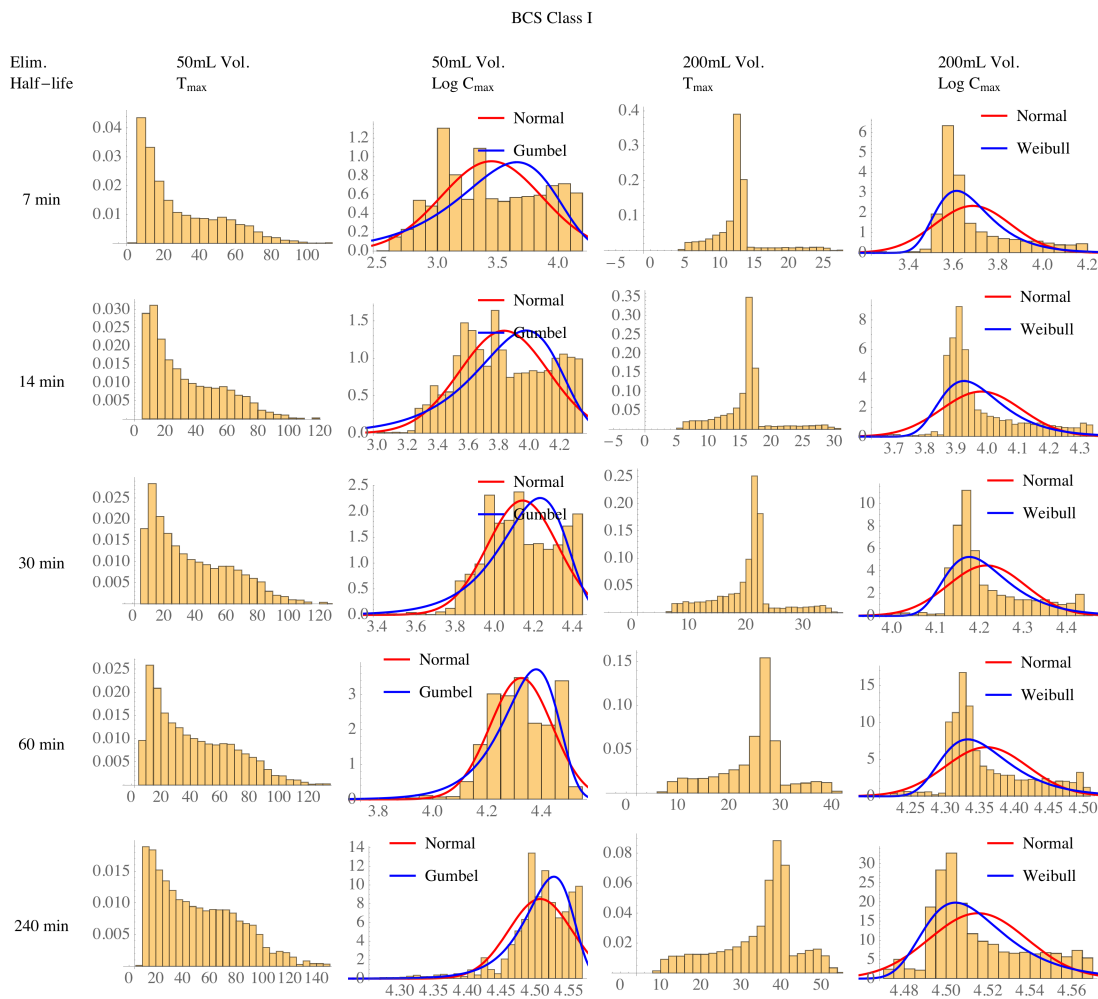 BCS Class I
Elim. Half−life
50mL Vol. Tmax
50mL Vol. Log Cmax
200mL Vol. Tmax
200mL Vol. Log Cmax
7 min
0.04
0.03
0.02
0.01
0 20 40 60 80 100
Normal
Gumbel
1.2
1.0
0.8
0.6
0.4
0.2
0.0
2.5 3.0 3.5 4.0
0.4
0.3
0.2
0.1
−5 0 5 10 15 20 25
Normal
Weibull
6
5
4
3
2
1
0
3.4 3.6 3.8 4.0 4.2
14 min
0.030
0.025
0.020
0.015
0.010
0.005
0 20 40 60 80 100 120
Normal
Gumbel
1.5
1.0
0.5
0.0
3.0 3.2 3.4 3.6 3.8 4.0 4.2
0.35
0.30
0.25
0.20
0.15
0.10
0.05
−5 0 5 10 15 20 25 30
Normal
Weibull
8
6
4
2
0
3.7 3.8 3.9 4.0 4.1 4.2 4.3
30 min
0.025
0.020
0.015
0.010
0.005
0 20 40 60 80 100 120
Normal
Gumbel
2.5
2.0
1.5
1.0
0.5
0.0
3.4 3.6 3.8 4.0 4.2 4.4
0.25
0.20
0.15
0.10
0.05
0 10 20 30
Normal
Weibull
10
8
6
4
2
0
4.0 4.1 4.2 4.3 4.4
60 min
0.025
0.020
0.015
0.010
0.005
0 20 40 60 80 100 120
Normal
Gumbel
3
2
1
0
3.8 4.0 4.2 4.4
0.15
0.10
0.05
0 10 20 30 40
Normal
Weibull
15
10
5
0
4.25 4.30 4.35 4.40 4.45 4.50
240 min
0.015
0.010
0.005
0 20 40 60 80 100 120 140
Normal
Gumbel
14
12
10
8
6
4
2
0
4.30 4.35 4.40 4.45 4.50 4.55
0.08
0.06
0.04
0.02
0 10 20 30 40 50
Normal
Weibull
30
25
20
15
10
5
0
4.48 4.50 4.52 4.54 4.56